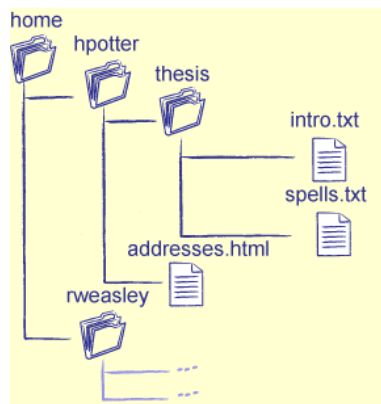 home
hpotter
thesis
intro.txt
spells.txt
addresses.html
rweasley
---
---